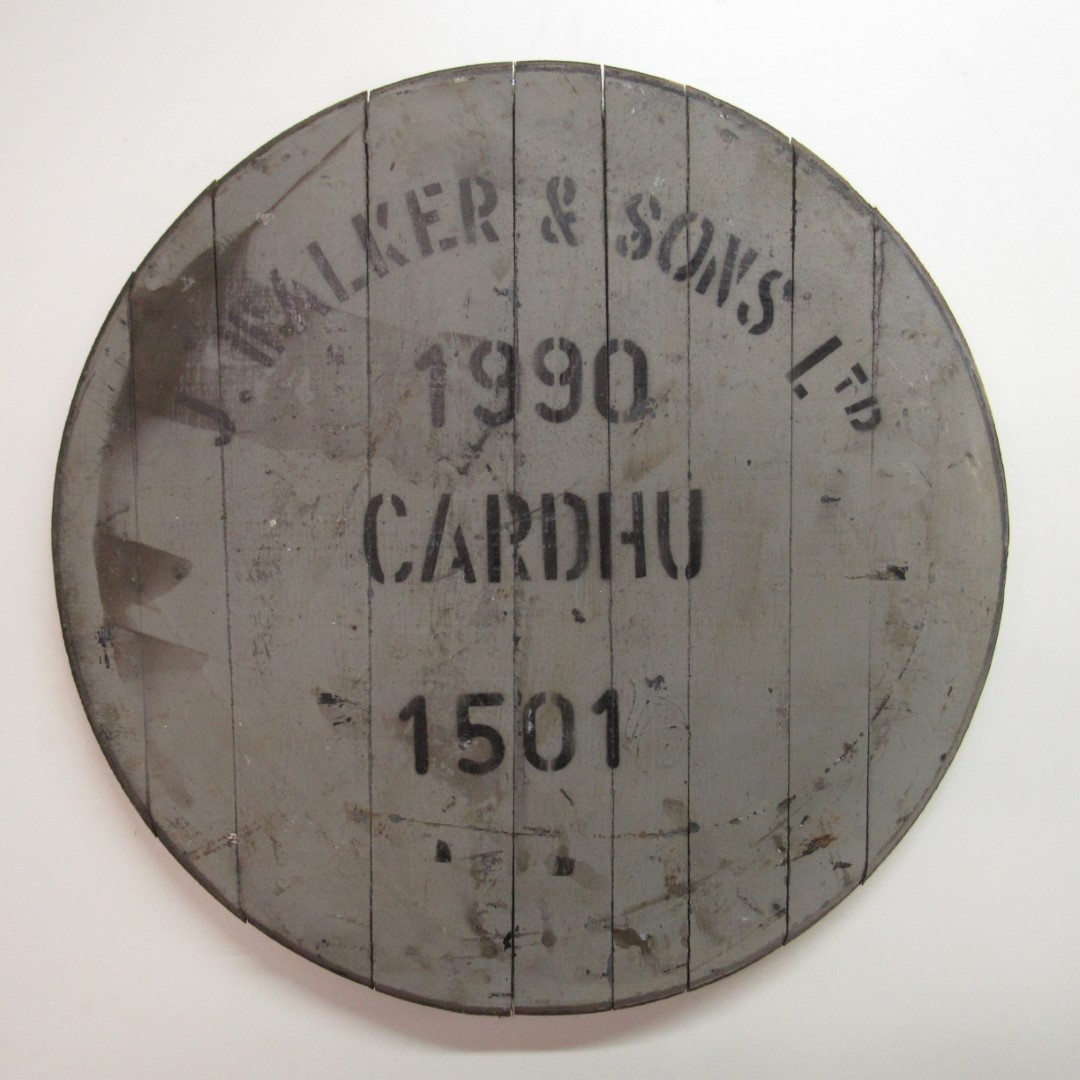 J. WALKER & SONS LTD
1990
CARDHU
1501